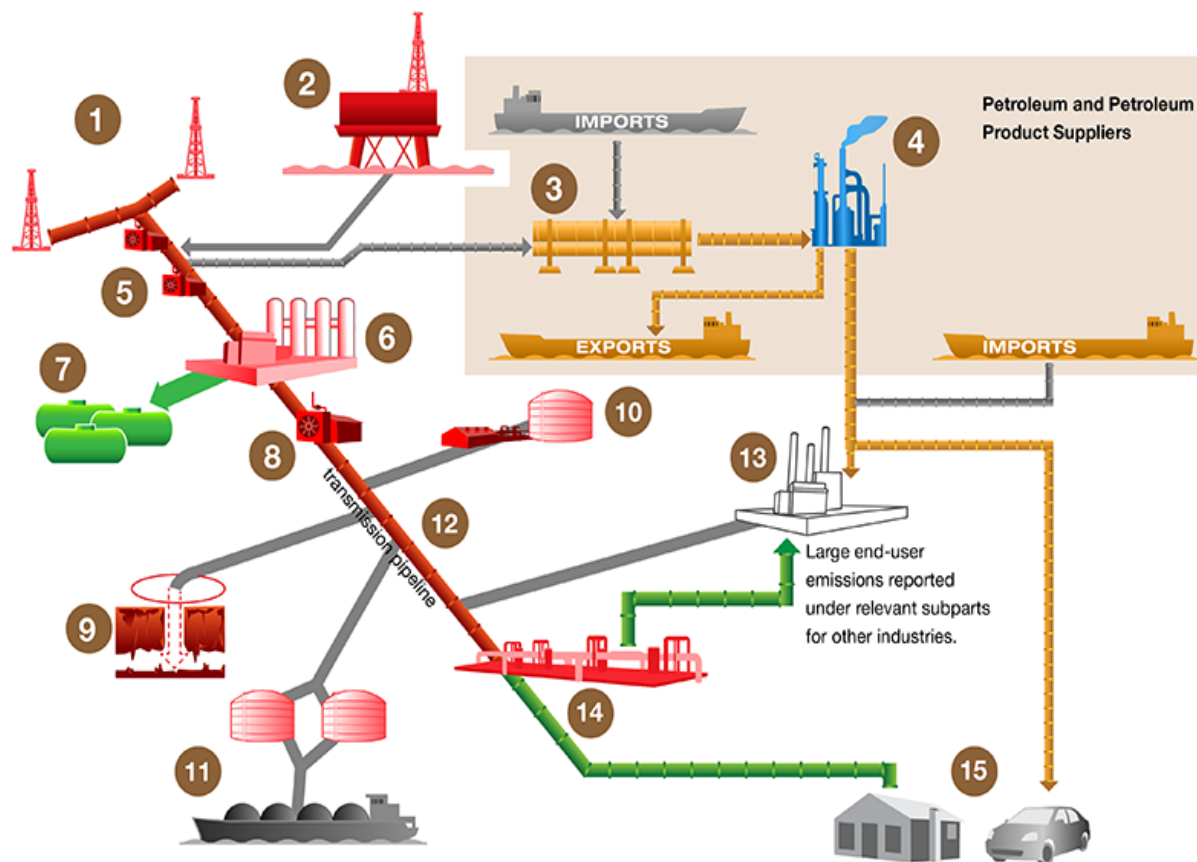 1
2
IMPORTS
Petroleum and Petroleum
Product Suppliers
4
3
5
6
EXPORTS
IMPORTS
7
10
8
13
transmission pipeline
12
Large end-user
emissions reported
under relevant subparts
for other industries.
9
14
11
15